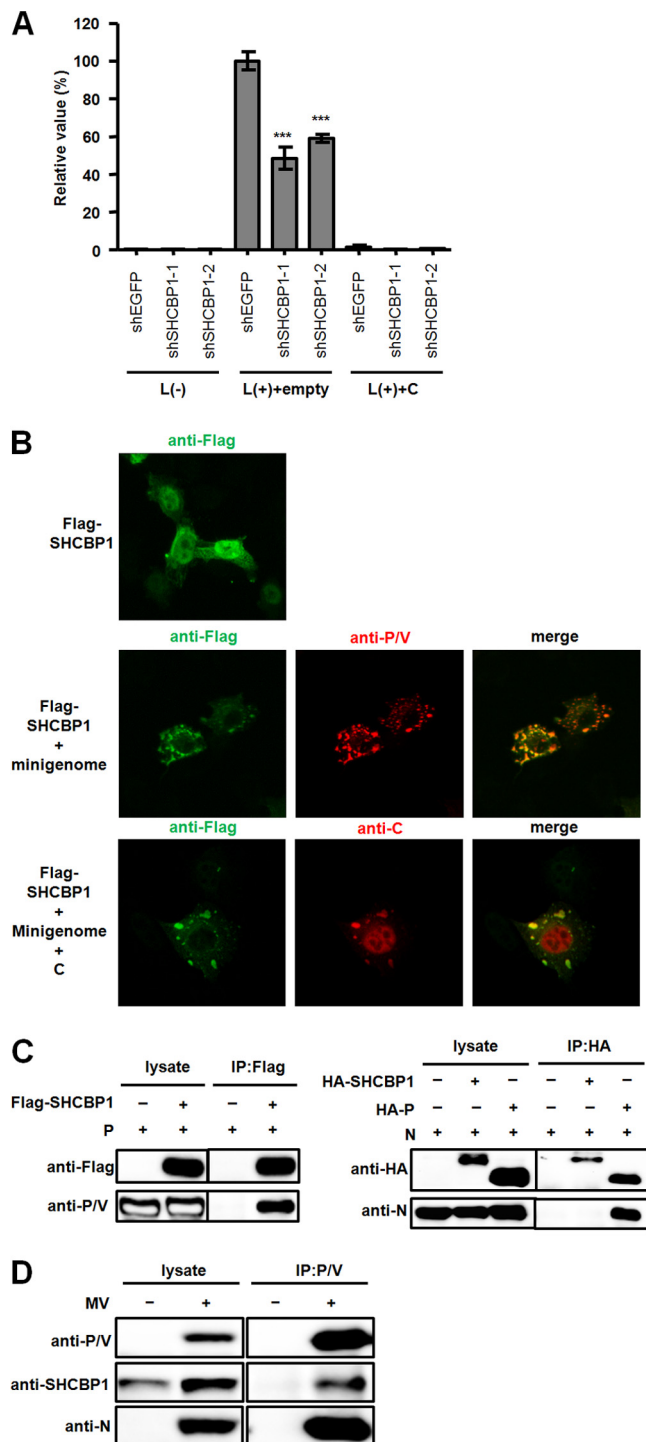 A
Relative value (%)
120
100
80
60
40
20
0
***
***
shEGFP
shSHCBP1-1
shSHCBP1-2
shEGFP
shSHCBP1-1
shSHCBP1-2
shEGFP
shSHCBP1-1
shSHCBP1-2
L(-)
L(+)+empty
L(+)+C
B
anti-Flag
Flag-
SHCBP1
anti-Flag anti-P/V merge
Flag-
SHCBP1
+
minigenome
anti-Flag anti-C merge
Flag-
SHCBP1
+
Minigenome
+
C
C
lysate IP:Flag
Flag-SHCBP1 – + – +
P + + + +
anti-Flag
anti-P/V
lysate IP:HA
HA-SHCBP1 – + – – + –
HA-P – – + – – +
N + + + + + +
anti-HA
anti-N
D
lysate IP:P/V
MV – + – +
anti-P/V
anti-SHCBP1
anti-N